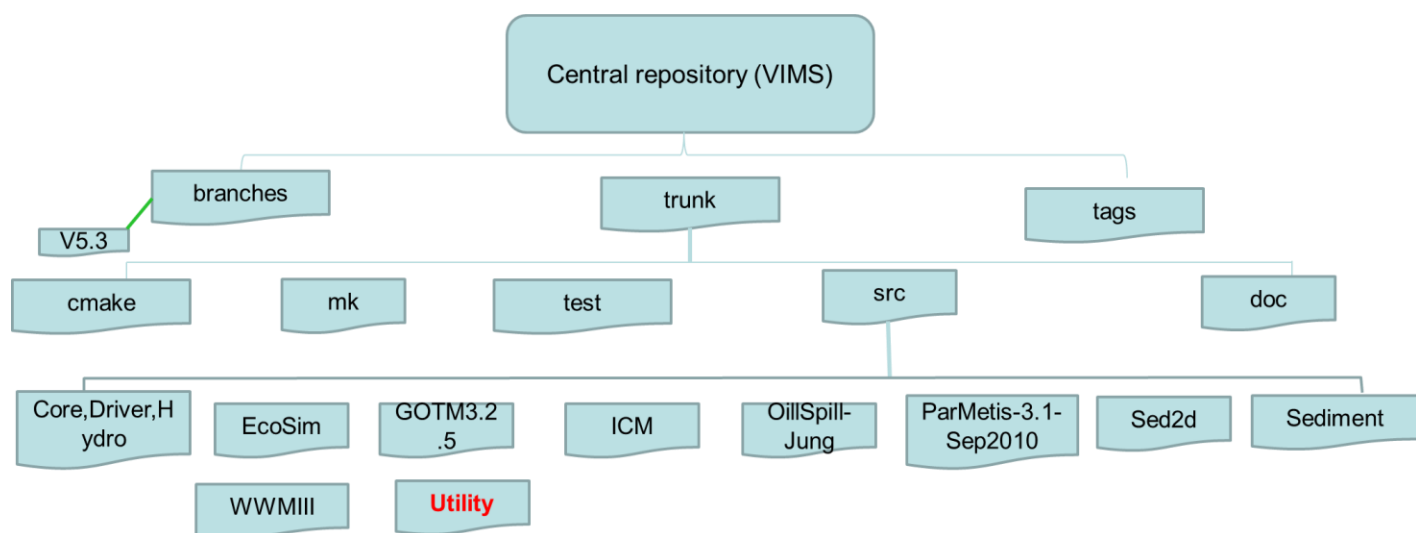 Central repository (VIMS)
branches
trunk
tags
V5.3
cmake
mk
test
src
doc
Core,Driver,H
ydro
EcoSim
GOTM3.2
.5
ICM
OillSpill-
Jung
ParMetis-3.1-
Sep2010
Sed2d
Sediment
WWMIII
Utility